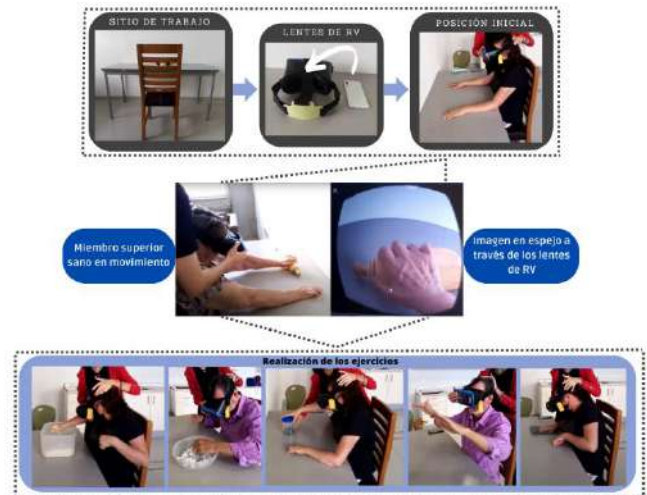 SITIO DE TRABAJO
LENTES DE RV
POSICIÓN INICIAL
Miembro superior
sano en movimiento
Imagen en espejo a
través de los lentes
de RV
Realización de los ejercicios